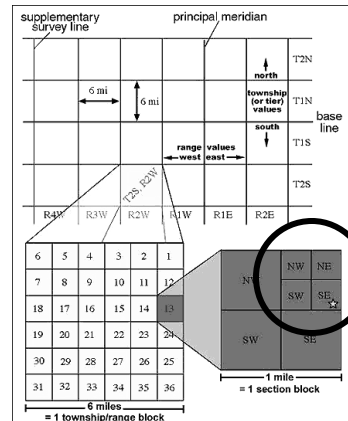 supplementary
survey line
principal meridian
T2N
6 mi
6 mi
north
township
(or tier)
values
T1N
base
line
south
T1S
range values
west east
T2S, R2W
T2S
R4W R3W R2W R1W R1E R2E
6 5 4 3 2 1
7 8 9 10 11 12
18 17 16 15 14 13
19 20 21 22 23 24
30 29 28 27 26 25
31 32 33 34 35 36
NW NW NE
SW SE
SW SE
6 miles
= 1 township/range block
1 mile
= 1 section block